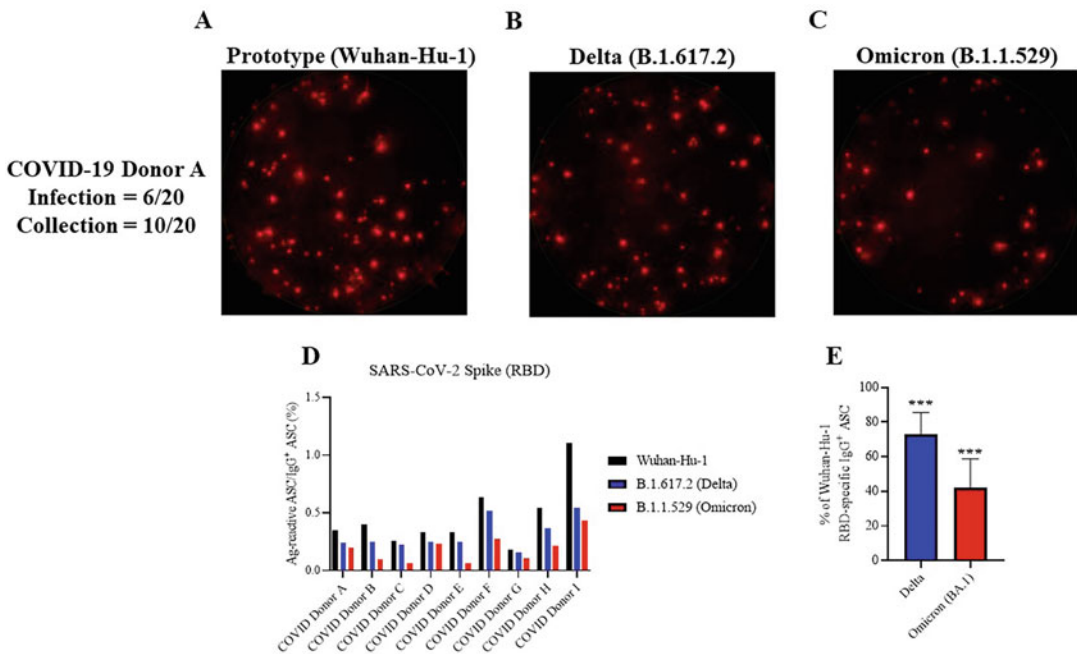 A
Prototype (Wuhan-Hu-1)
B
Delta (B.1.617.2)
C
Omicron (B.1.1.529)
COVID-19 Donor A
Infection = 6/20
Collection = 10/20
D
SARS-CoV-2 Spike (RBD)
Ag-reactive ASC/IgG⁺ ASC (%)
1.5
1.0
0.5
0.0
COVID Donor A
COVID Donor B
COVID Donor C
COVID Donor D
COVID Donor E
COVID Donor F
COVID Donor G
COVID Donor H
COVID Donor I
Wuhan-Hu-1
B.1.617.2 (Delta)
B.1.1.529 (Omicron)
E
% of Wuhan-Hu-1
RBD-specific IgG⁺ ASC
100
80
60
40
20
0
***
***
Delta
Omicron (BA.1)